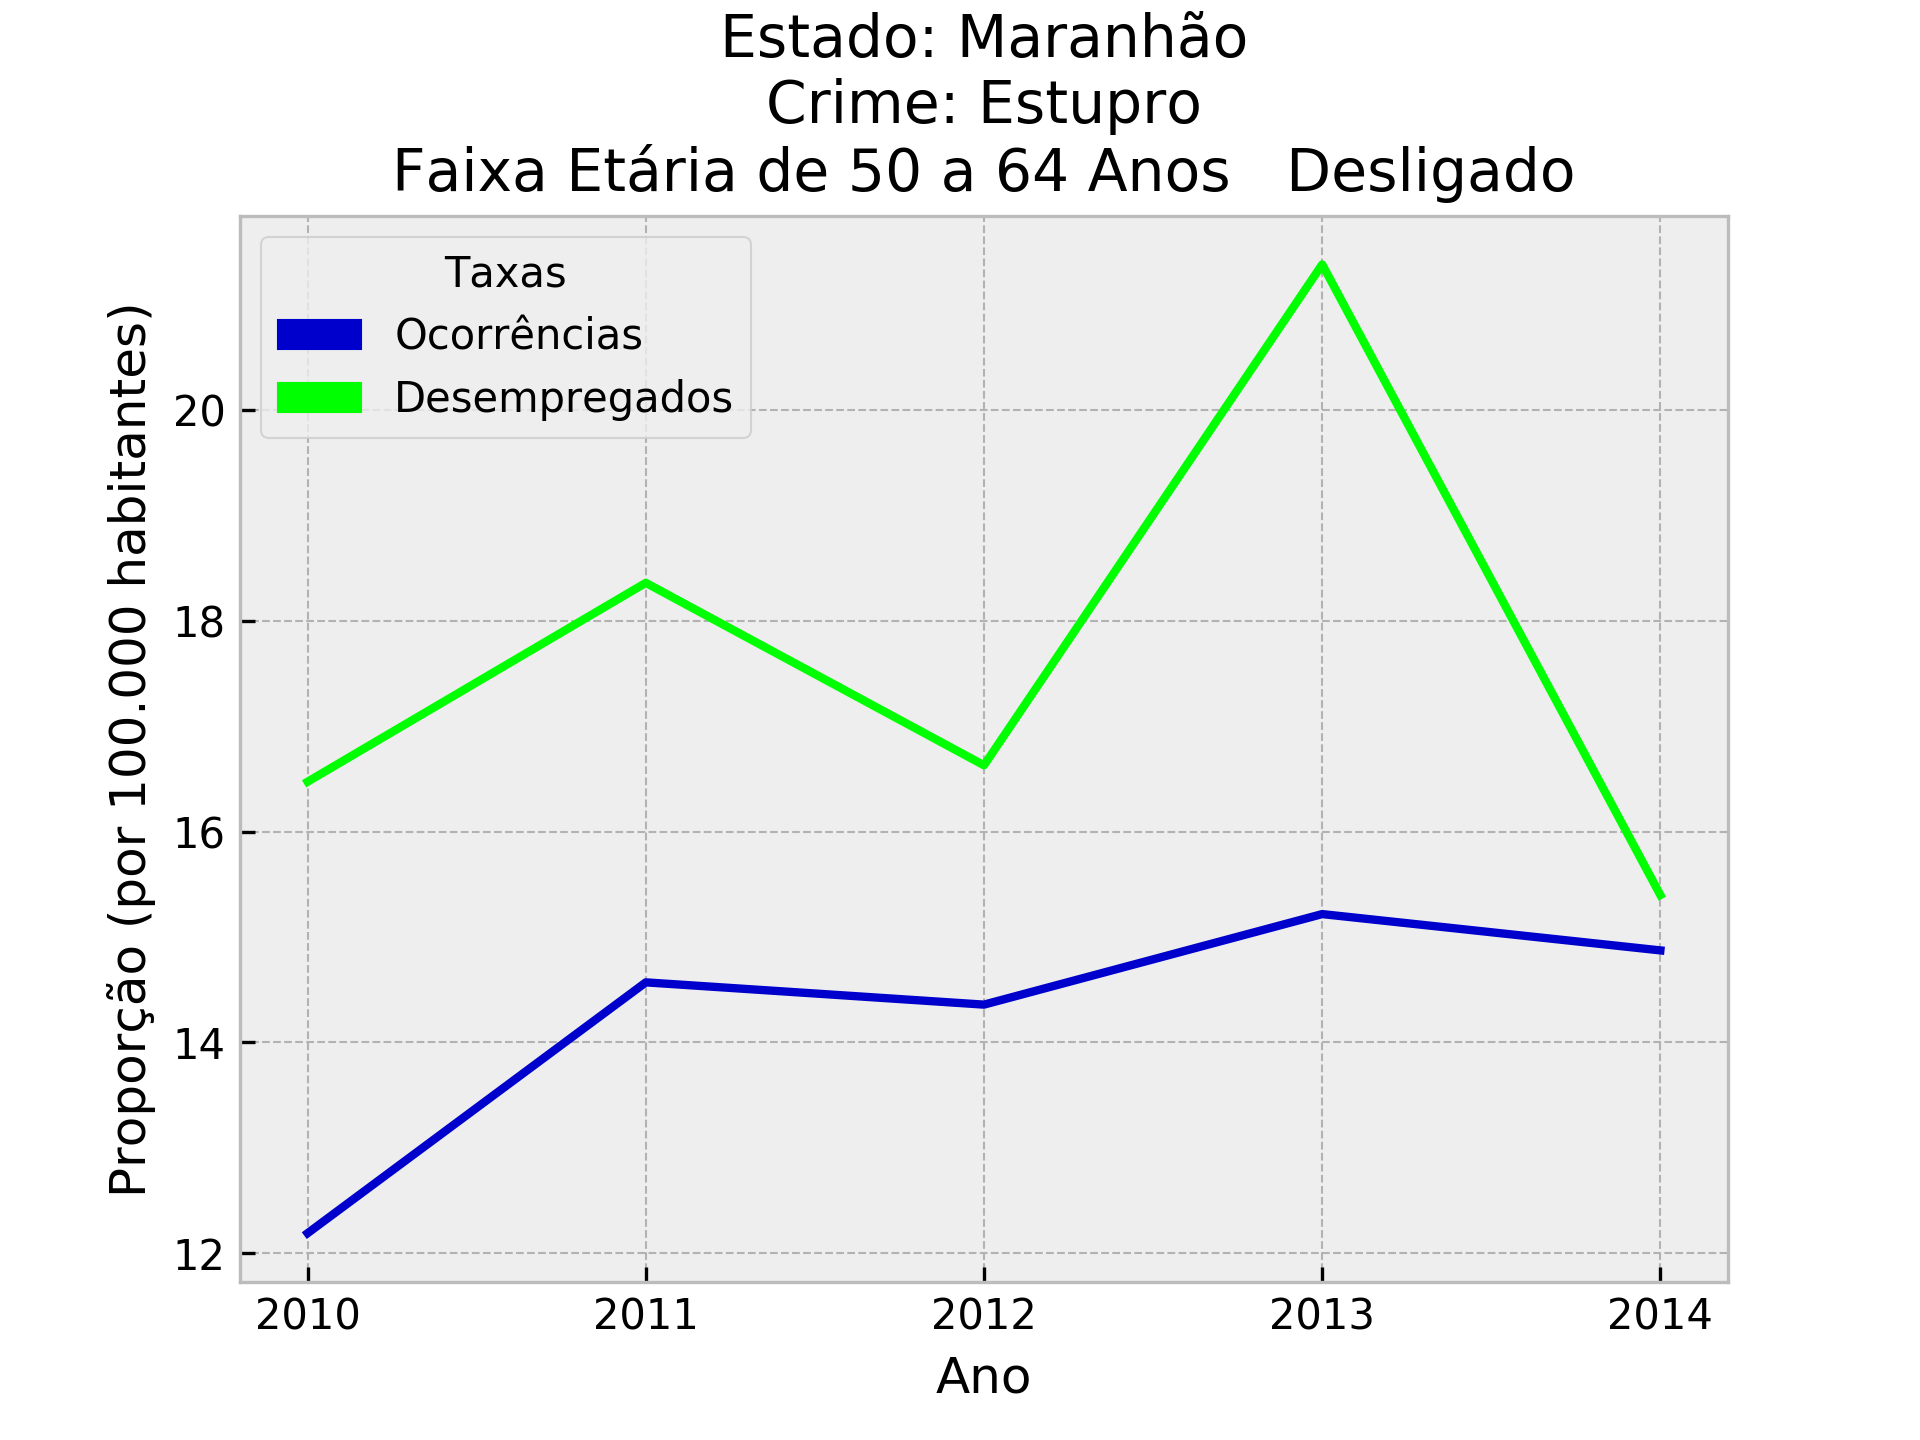 Estado: Maranhão
Crime: Estupro
Faixa Etária de 50 a 64 Anos   Desligado
Taxas
Ocorrências
Desempregados
Proporção (por 100.000 habitantes)
20
18
16
14
12
2010 2011 2012 2013 2014
Ano